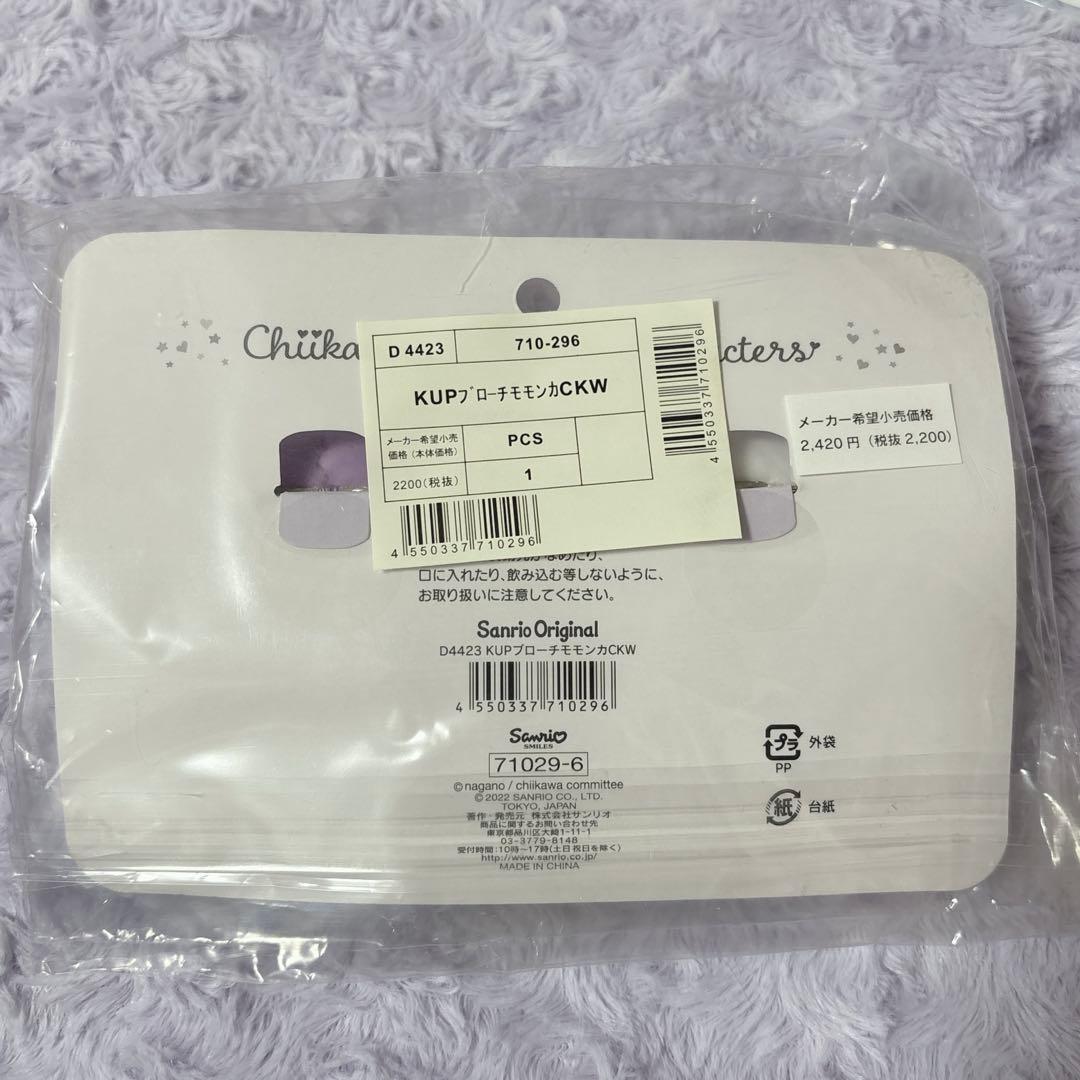 Chiika
cters
D 4423
710-296
KUPブローチモモンカCKW
メーカー希望小売
価格(本体価格)
PCS
2200(税抜)
1
4 550337 710296
4 550337 710296
メーカー希望小売価格
2,420円(税抜2,200)
なめたり、
口に入れたり、飲み込む等しないように、
お取り扱いに注意してください。
Sanrio Original
D4423 KUPブローチモモンカCKW
4 550337 710296
Sanrio
SMILES
71029-6
©nagano / chiikawa committee
©2022 SANRIO CO., LTD.
TOKYO, JAPAN
著作・発売元 株式会社サンリオ
商品に関するお問い合わせ先
東京都品川区大崎1-11-1
03-3779-8148
受付時間:10時〜17時(土日祝日を除く)
http://www.sanrio.co.jp/
MADE IN CHINA
プラ 外袋
PP
紙 台紙